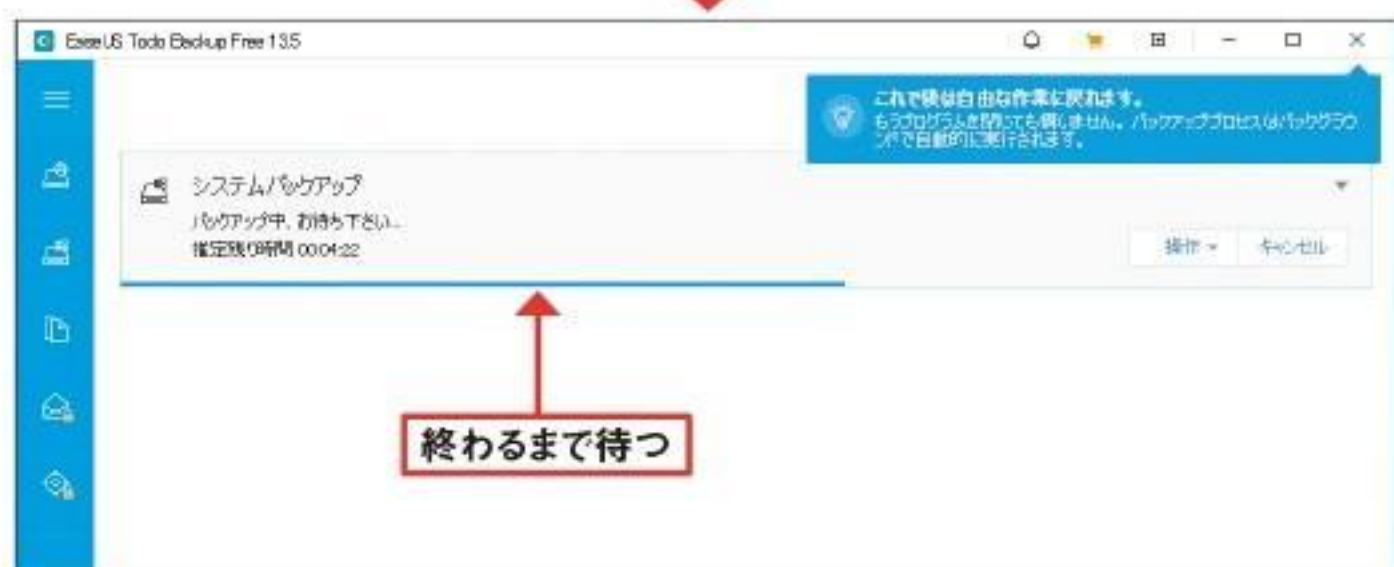 EaseUS Todo Backup Free 13.5
これで後は自由な作業に戻れます。
もうプログラムを閉じても構いません。バックアッププロセスはバックグラウ
ンドで自動的に実行されます。
システムバックアップ
バックアップ中、お待ち下さい...
推定残り時間 00:04:22
操作
キャンセル
終わるまで待つ